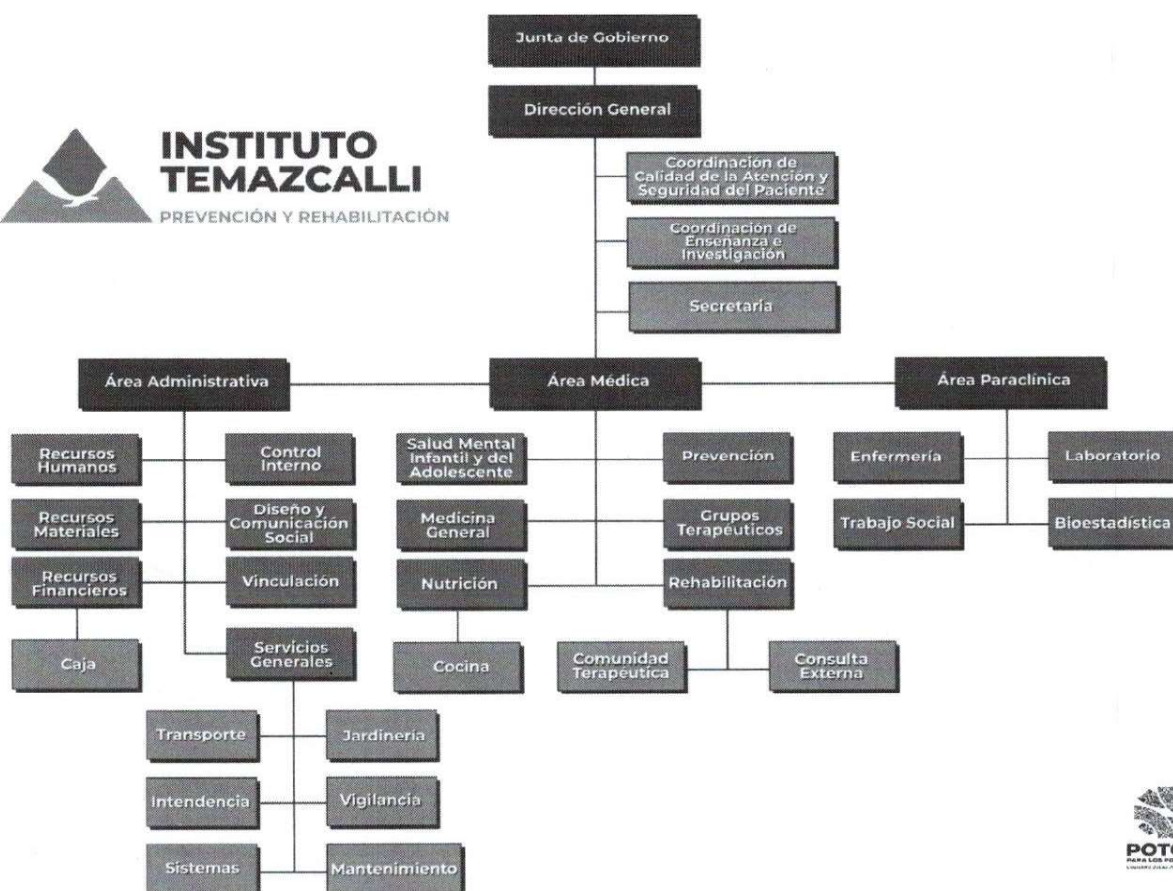 Junta de Gobierno
Dirección General
INSTITUTO
TEMAZCALLI
PREVENCIÓN Y REHABILITACIÓN
Coordinación de
Calidad de la Atención y
Seguridad del Paciente
Coordinación de
Enseñanza e
Investigación
Secretaria
Área Administrativa
Área Médica
Área Paraclínica
Recursos
Humanos
Control
Interno
Salud Mental
Infantil y del
Adolescente
Prevención
Enfermería
Laboratorio
Recursos
Materiales
Diseño y
Comunicación
Social
Medicina
General
Grupos
Terapéuticos
Trabajo Social
Bioestadística
Recursos
Financieros
Vinculación
Nutrición
Rehabilitación
Caja
Servicios
Generales
Cocina
Comunidad
Terapéutica
Consulta
Externa
Transporte
Jardinería
Intendencia
Vigilancia
Sistemas
Mantenimiento
PARA LOS